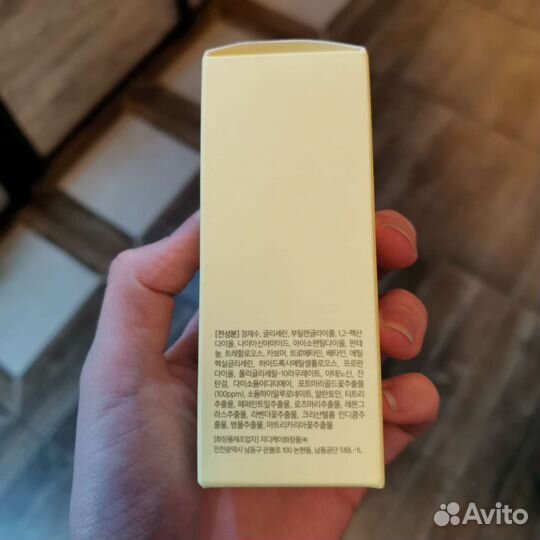 [전성분] 정제수, 글리세린, 부틸렌글라이콜, 1,2-헥산
다이올, 나이아신아마이드, 아이소펜틸다이올, 판테
놀, 트레할로오스, 카보머, 트로메타민, 베타인, 에틸
헥실글리세린, 하이드록시에틸셀룰로오스, 프로판
다이올, 폴리글리세릴-10라우레이트, 아데노신, 잔
탄검, 다이소듐이디티에이, 포트마리골드꽃추출물
(100ppm), 소듐하이알루로네이트, 알란토인, 티트리
추출물, 페퍼민트잎추출물, 로즈마리추출물, 레몬그
라스추출물, 라벤더꽃추출물, 크리산텔룸 인디쿰추
출물, 병풀추출물, 마트리카리아꽃추출물
[화장품제조업자] 지디케이화장품㈜
인천광역시 남동구 은봉로 100 논현동, 남동공단 51BL-1L
Avito